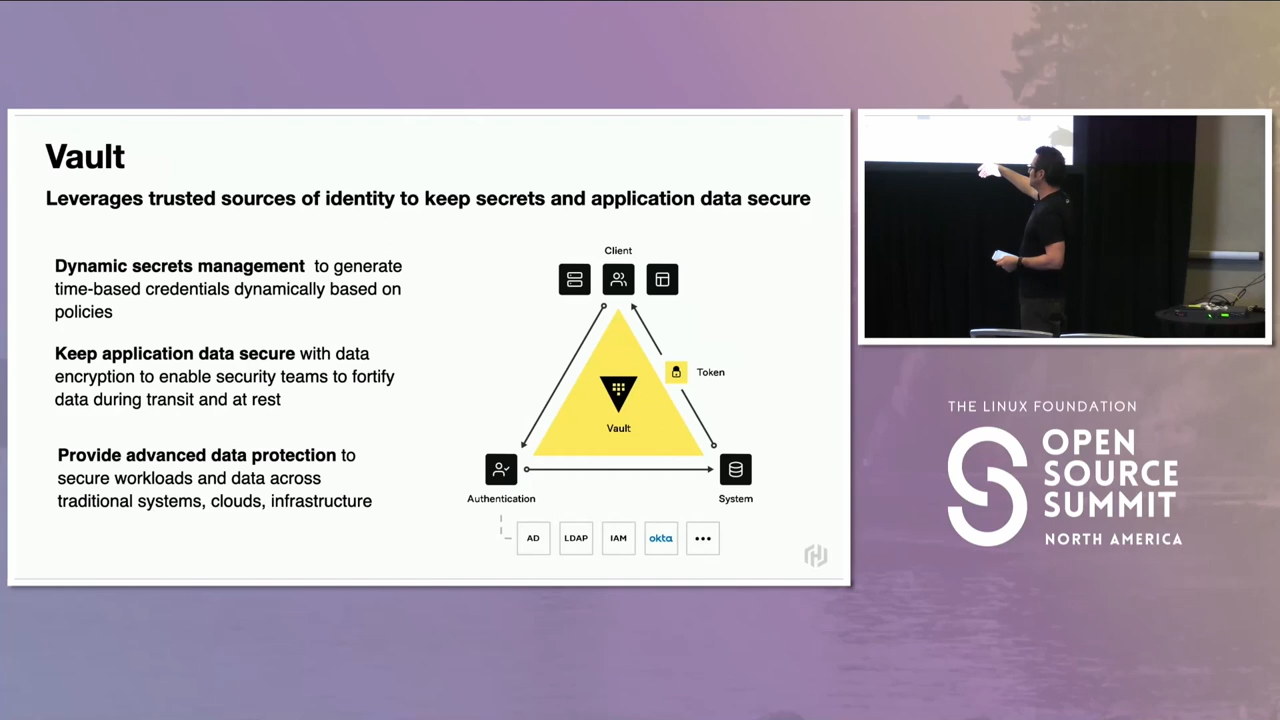 Vault
Leverages trusted sources of identity to keep secrets and application data secure
Dynamic secrets management to generate
time-based credentials dynamically based on
policies
Keep application data secure with data
encryption to enable security teams to fortify
data during transit and at rest
Provide advanced data protection to
secure workloads and data across
traditional systems, clouds, infrastructure
Client
Token
Vault
Authentication
System
AD
LDAP
IAM
okta
THE LINUX FOUNDATION
OPEN
SOURCE
SUMMIT
NORTH AMERICA